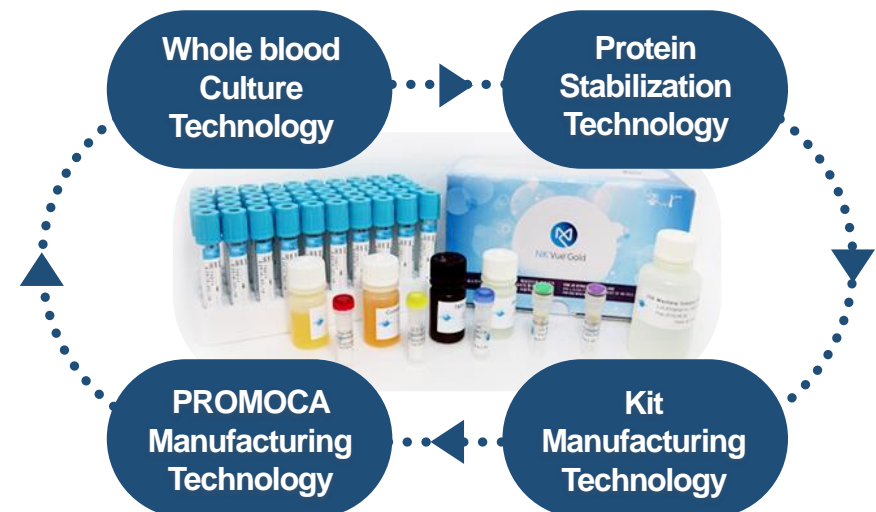 Whole blood
Culture
Technology
Protein
Stabilization
Technology
NK Vue Gold
PROMOCA
Manufacturing
Technology
Kit
Manufacturing
Technology